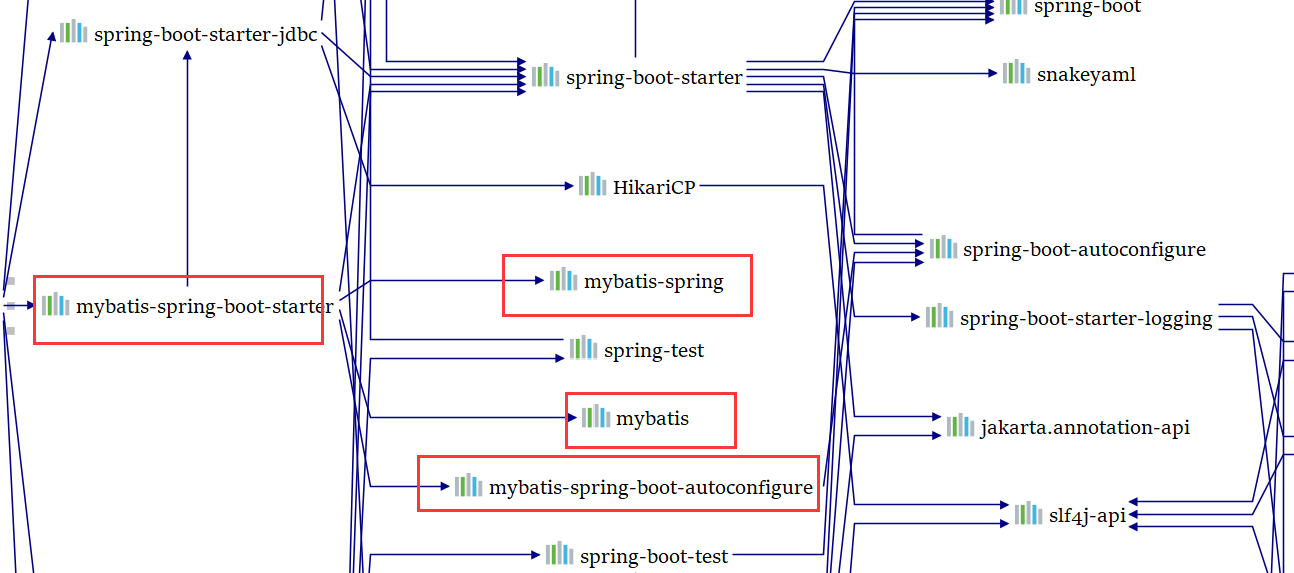 spring-boot
spring-boot-starter-jdbc
spring-boot-starter
snakeyaml
HikariCP
spring-boot-autoconfigure
mybatis-spring
mybatis-spring-boot-starter
spring-boot-starter-logging
spring-test
mybatis
jakarta.annotation-api
mybatis-spring-boot-autoconfigure
slf4j-api
spring-boot-test